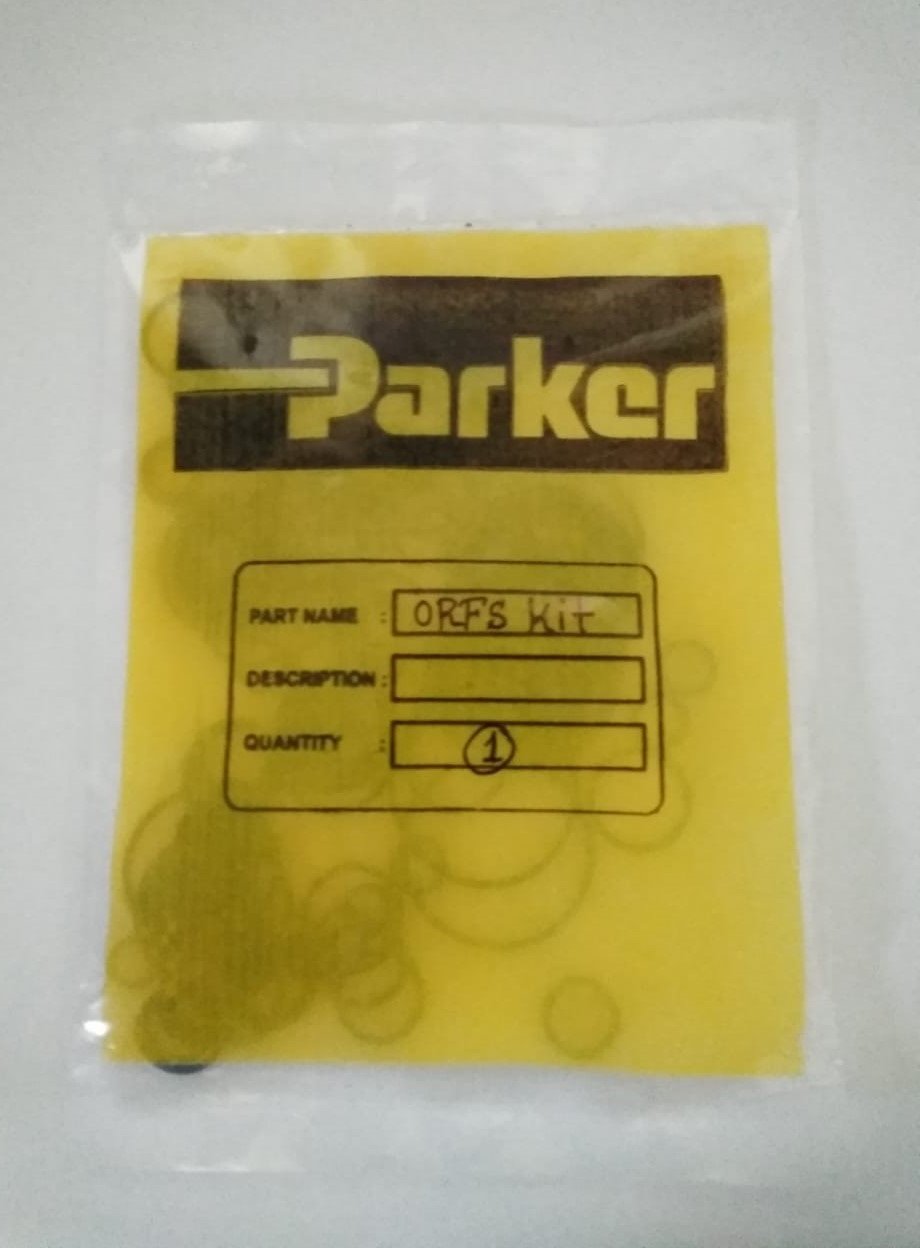 Parker
PART NAME : ORFS Kit
DESCRIPTION :
QUANTITY : 1